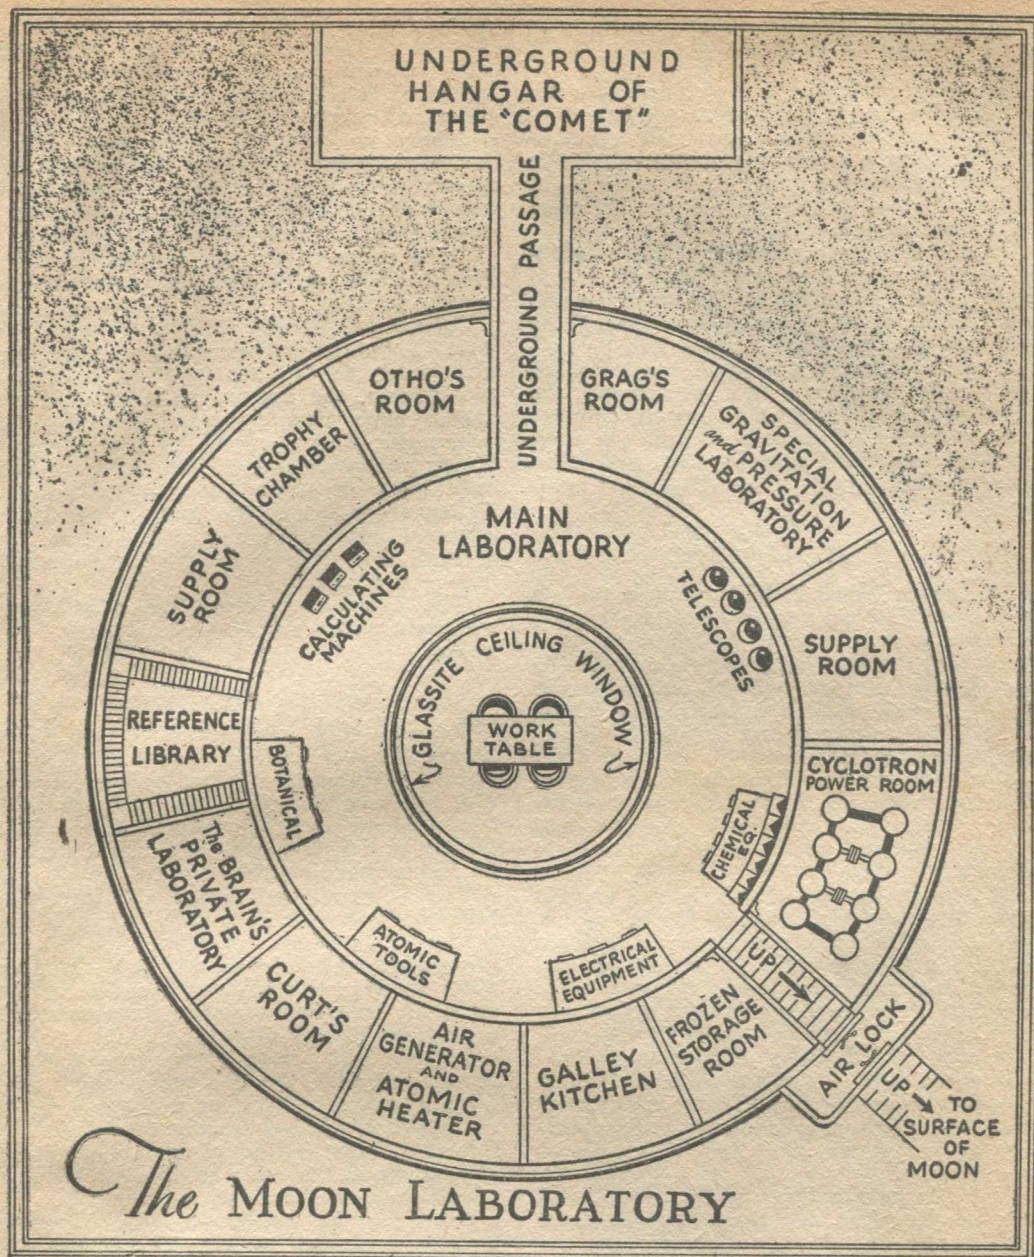 UNDERGROUND
HANGAR OF
THE "COMET"
UNDERGROUND PASSAGE
OTHO'S
ROOM
GRAG'S
ROOM
TROPHY
CHAMBER
SPECIAL
GRAVITATION
and PRESSURE
LABORATORY
SUPPLY
ROOM
MAIN
LABORATORY
CALCULATING
MACHINES
TELESCOPES
SUPPLY
ROOM
GLASSITE CEILING WINDOW
WORK
TABLE
REFERENCE
LIBRARY
BOTANICAL
CYCLOTRON
POWER ROOM
CHEMICAL
EQ.
The BRAIN'S
PRIVATE
LABORATORY
ATOMIC
TOOLS
ELECTRICAL
EQUIPMENT
UP
CURT'S
ROOM
AIR
GENERATOR
AND
ATOMIC
HEATER
GALLEY
KITCHEN
FROZEN
STORAGE
ROOM
AIR LOCK
UP
TO
SURFACE
OF
MOON
The MOON LABORATORY